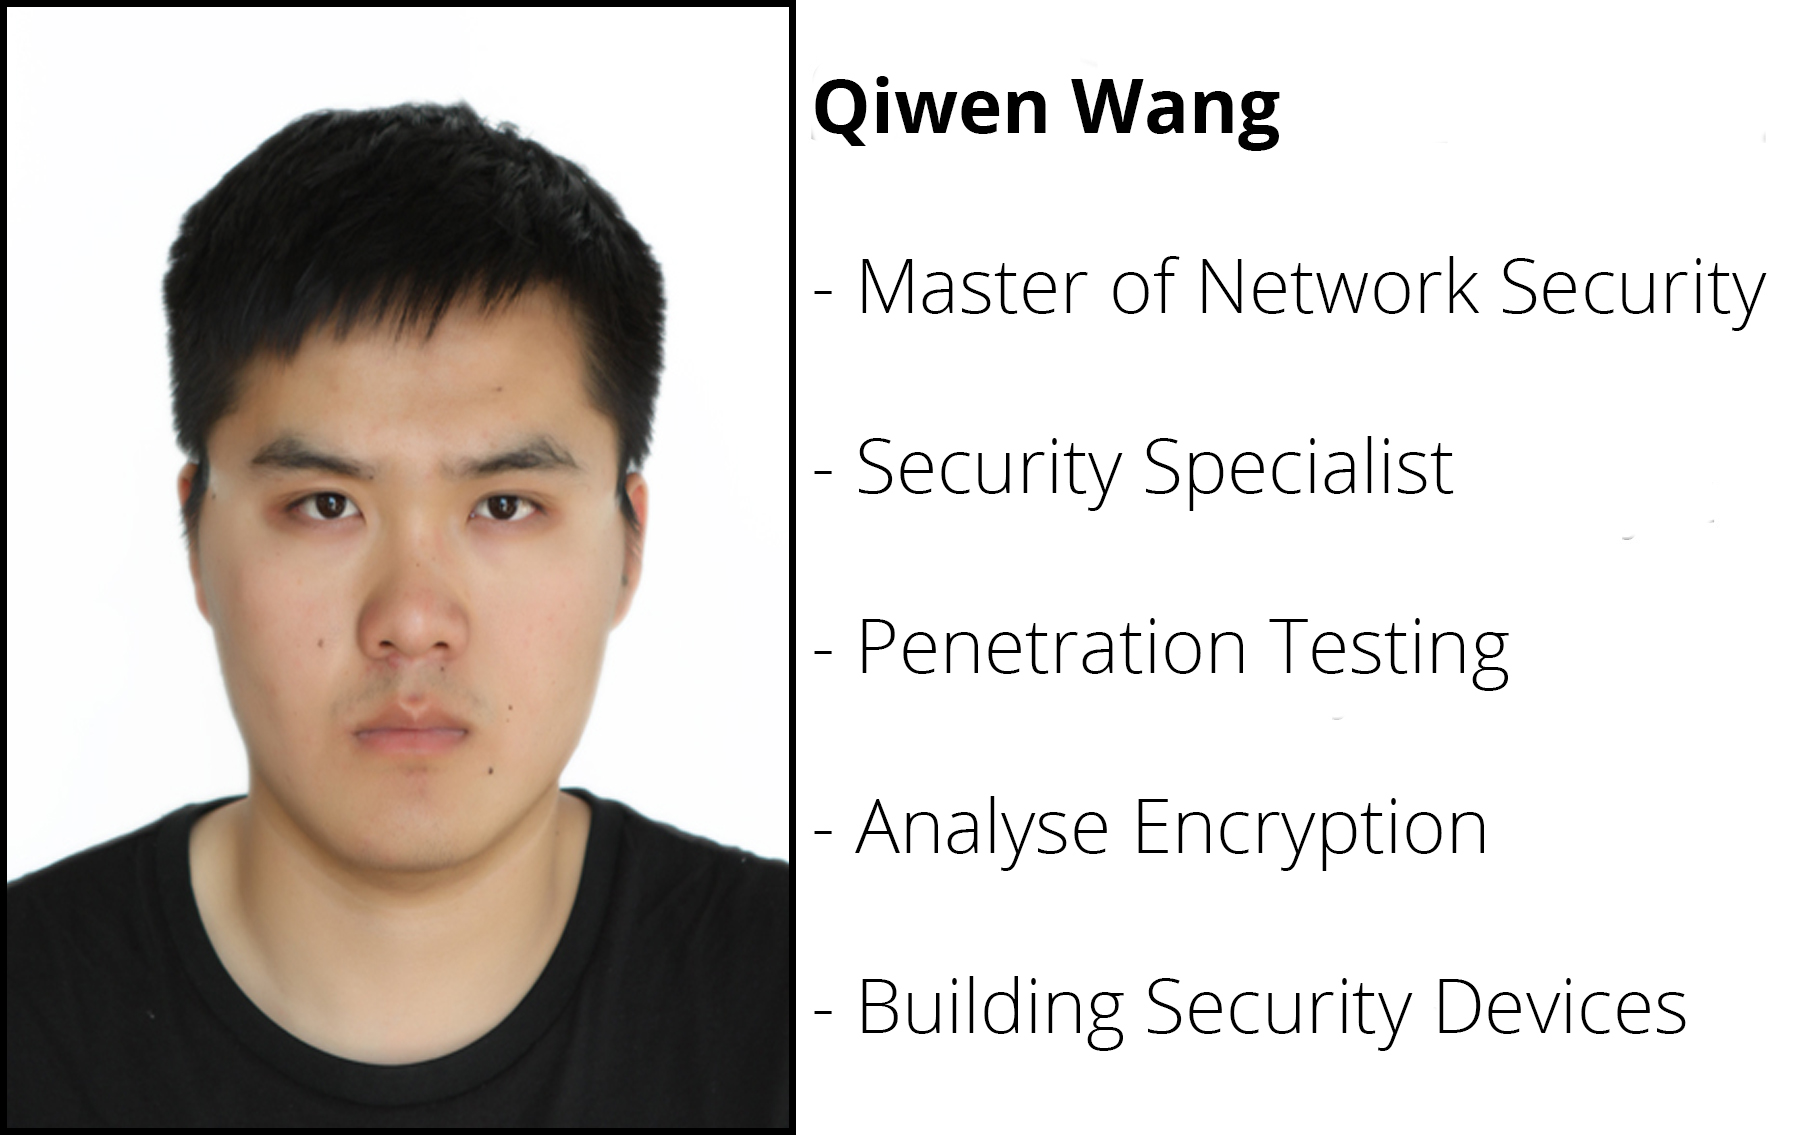 Qiwen Wang
- Master of Network Security
- Security Specialist
- Penetration Testing
- Analyse Encryption
- Building Security Devices